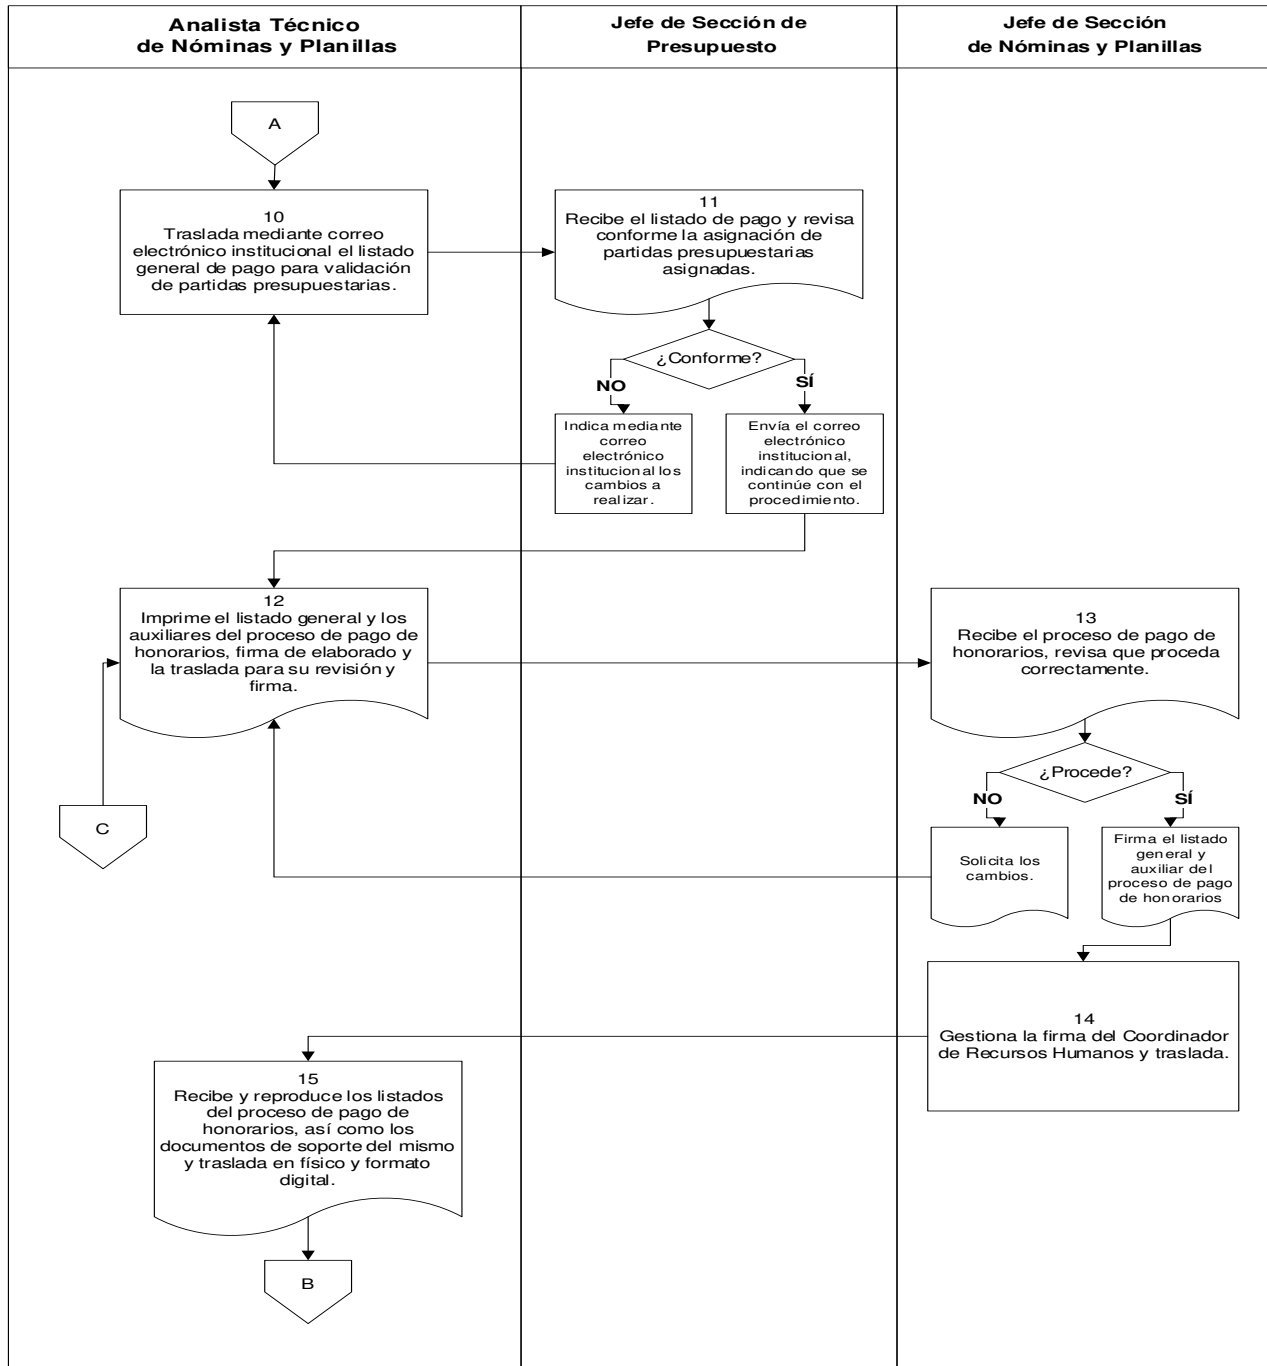 Analista Técnico
de Nóminas y Planillas
Jefe de Sección de
Presupuesto
Jefe de Sección
de Nóminas y Planillas
A
10
Traslada mediante correo
electrónico institucional el listado
general de pago para validación
de partidas presupuestarias.
11
Recibe el listado de pago y revisa
conforme la asignación de
partidas presupuestarias
asignadas.
¿Conforme?
NO
SÍ
Indica mediante
correo
electrónico
institucional los
cambios a
realizar.
Envía el correo
electrónico
institucional,
indicando que se
continúe con el
procedimiento.
12
Imprime el listado general y los
auxiliares del proceso de pago de
honorarios, firma de elaborado y
la traslada para su revisión y
firma.
13
Recibe el proceso de pago de
honorarios, revisa que proceda
correctamente.
¿Procede?
NO
SÍ
C
Solicita los
cambios.
Firma el listado
general y
auxiliar del
proceso de pago
de honorarios
14
Gestiona la firma del Coordinador
de Recursos Humanos y traslada.
15
Recibe y reproduce los listados
del proceso de pago de
honorarios, así como los
documentos de soporte del mismo
y traslada en físico y formato
digital.
B